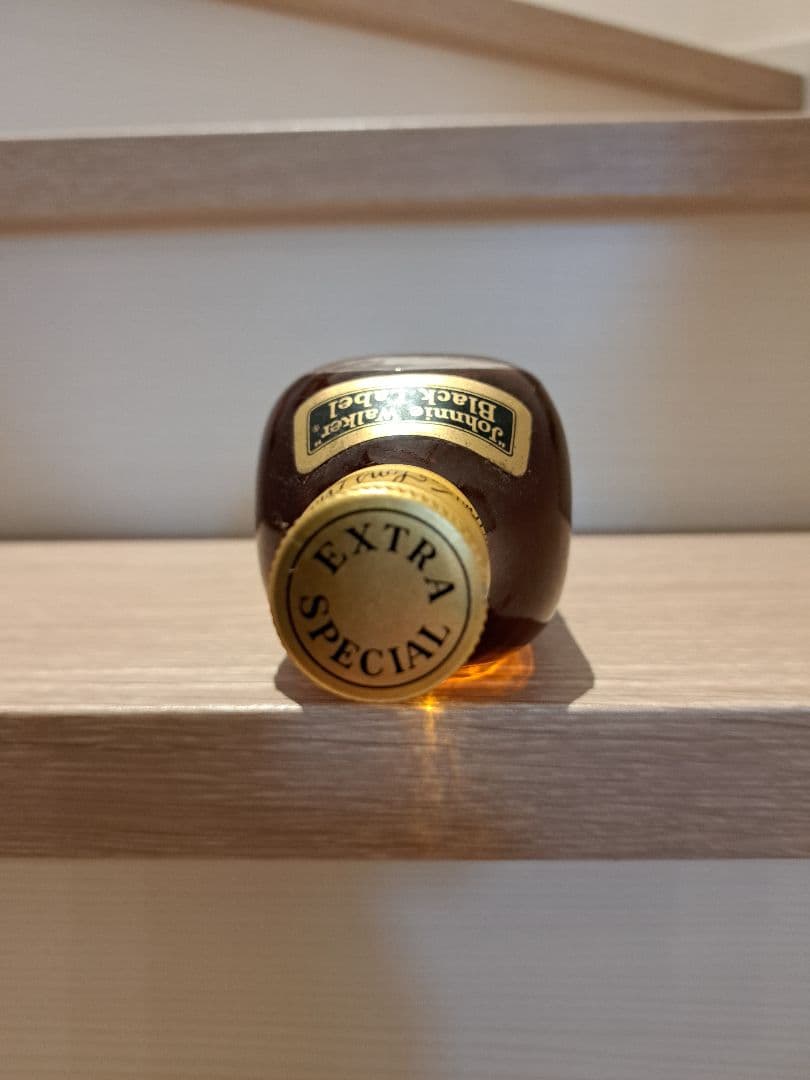 "Johnnie Walker"®
Black Label
EXTRA
SPECIAL